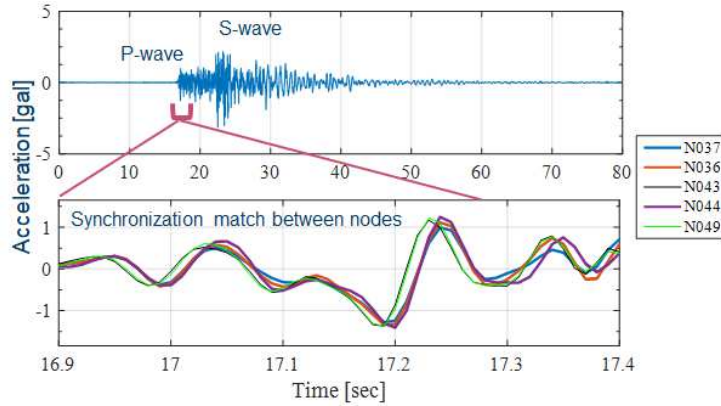 5
0
-5
Acceleration [gal]
P-wave
S-wave
0 10 20 30 40 50 60 70 80
N037
N036
N043
N044
N049
Synchronization match between nodes
1
0
-1
16.9 17 17.1 17.2 17.3 17.4
Time [sec]